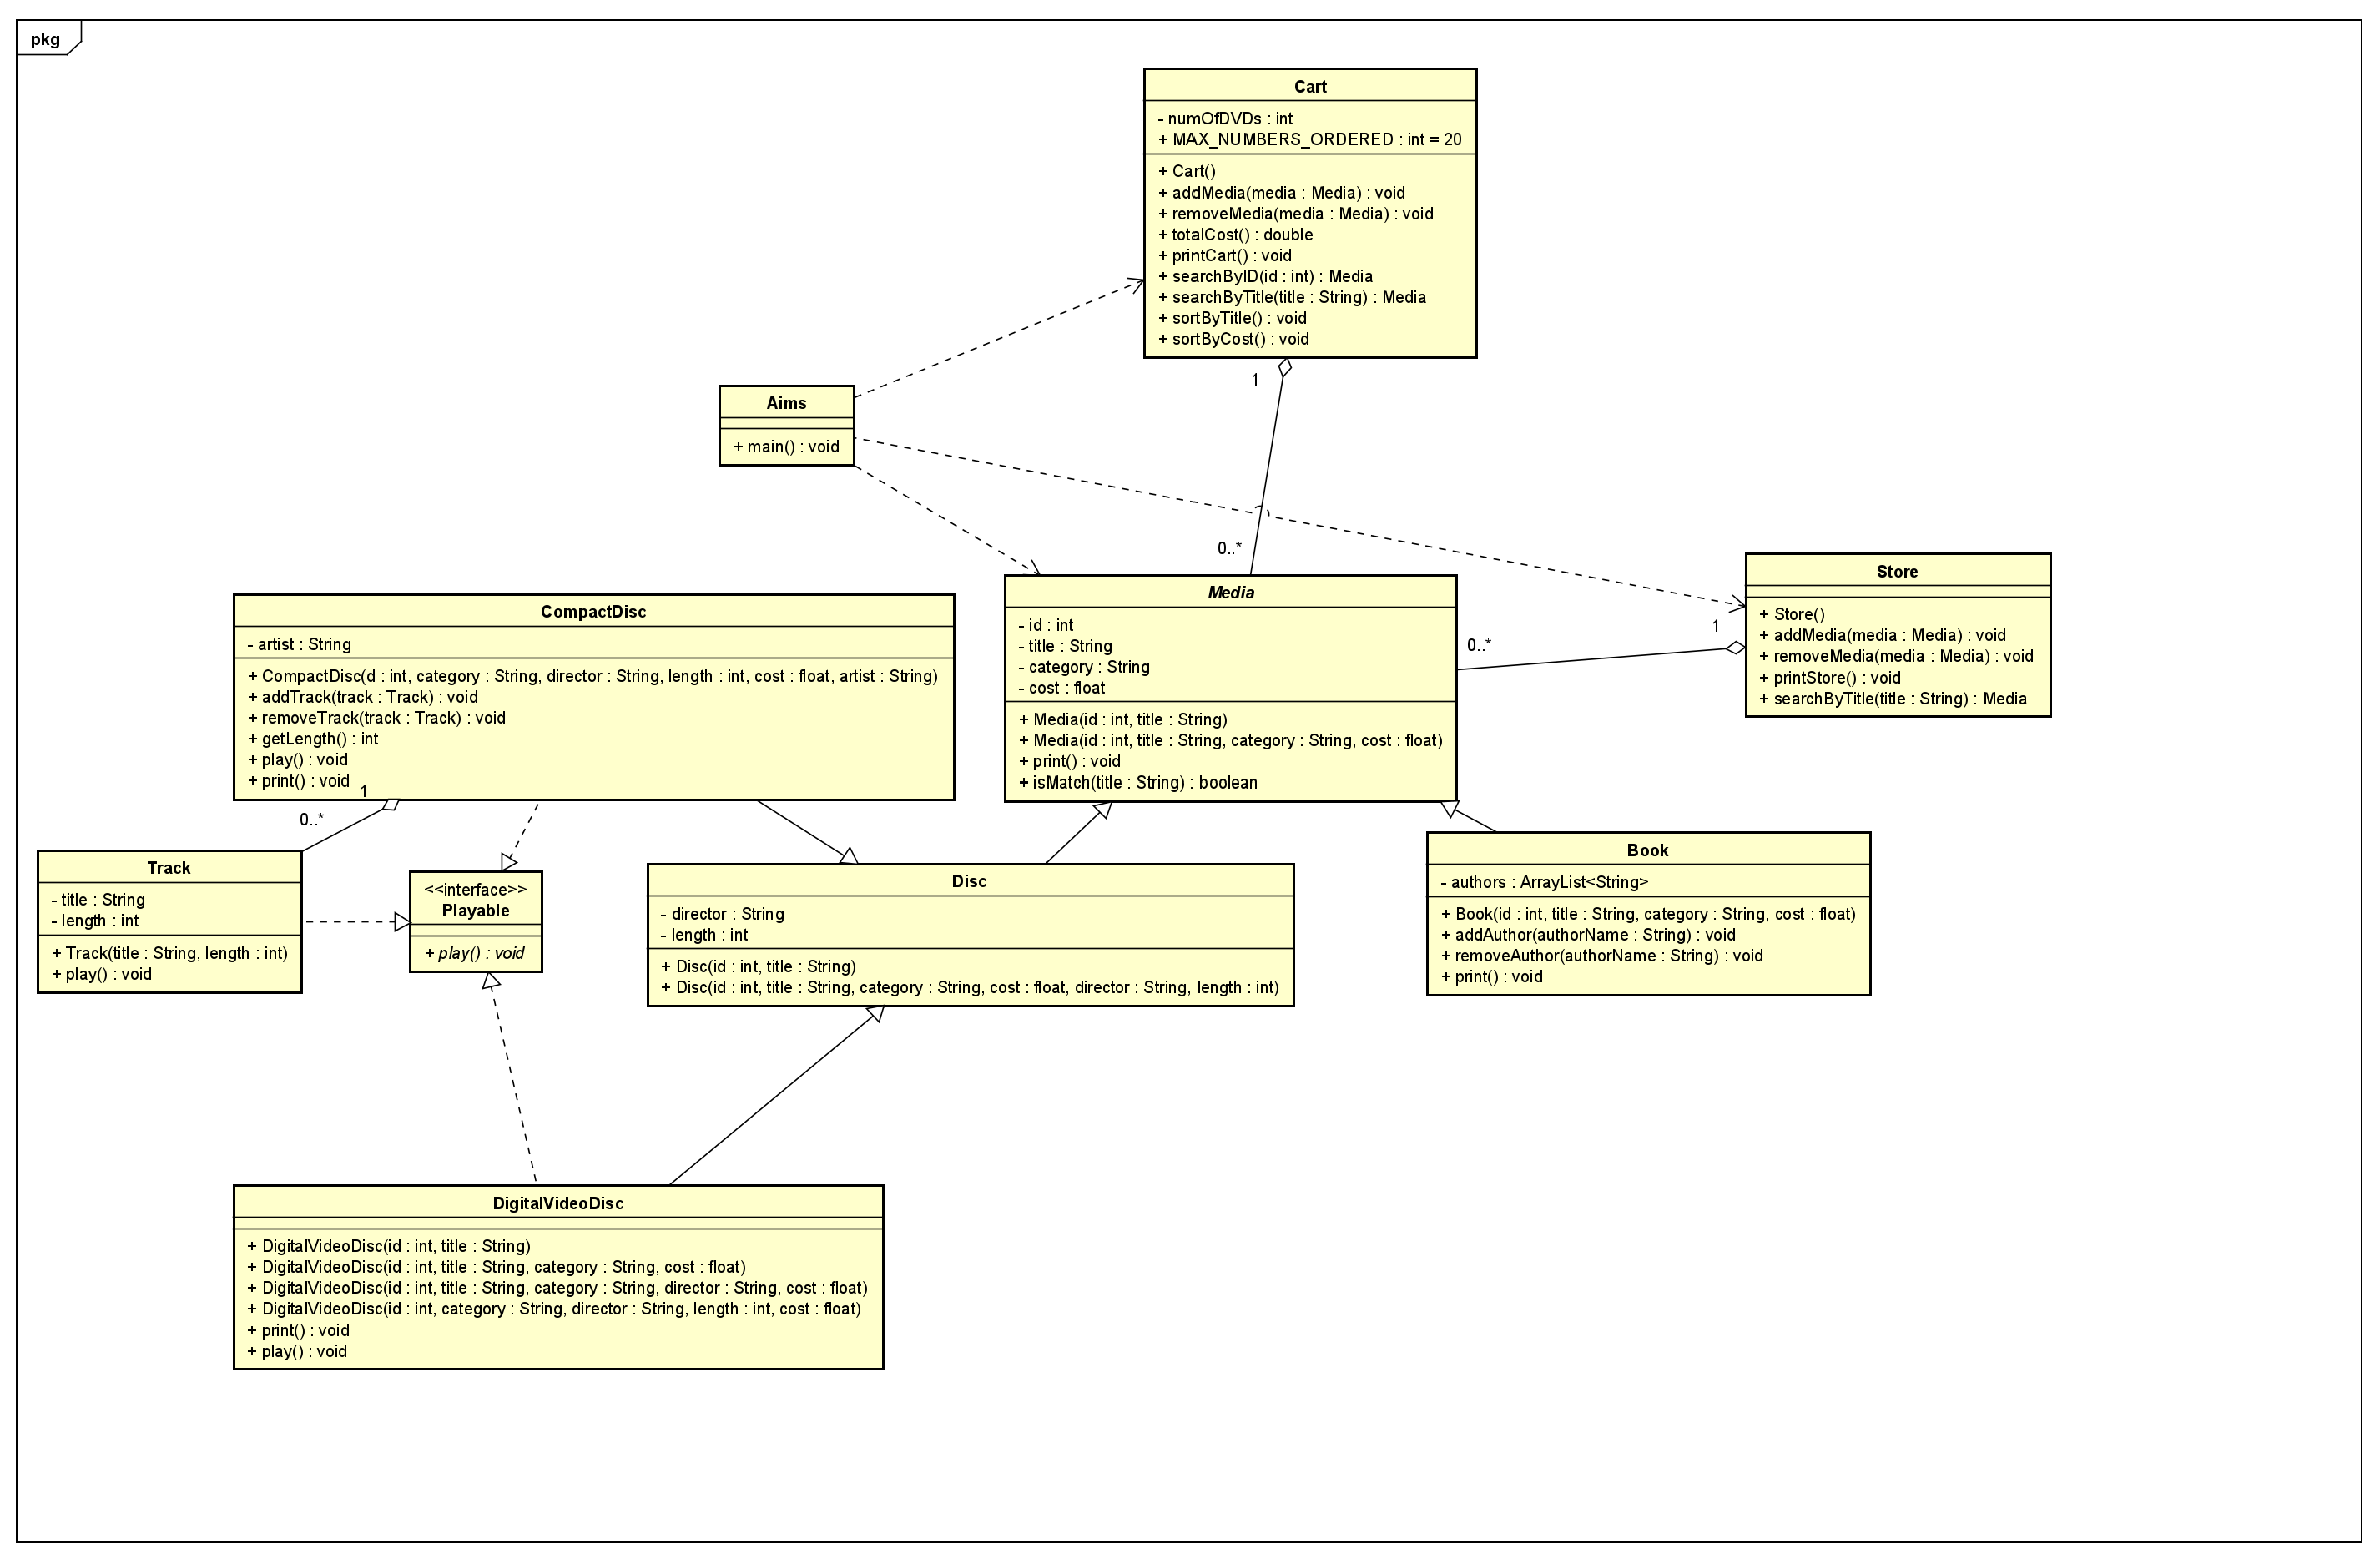 pkg
Cart
- numOfDVDs : int
+ MAX_NUMBERS_ORDERED : int = 20
+ Cart()
+ addMedia(media : Media) : void
+ removeMedia(media : Media) : void
+ totalCost() : double
+ printCart() : void
+ searchByID(id : int) : Media
+ searchByTitle(title : String) : Media
+ sortByTitle() : void
+ sortByCost() : void
1
0..*
Aims
+ main() : void
Media
- id : int
- title : String
- category : String
- cost : float
+ Media(id : int, title : String)
+ Media(id : int, title : String, category : String, cost : float)
+ print() : void
+ isMatch(title : String) : boolean
0..*
1
Store
+ Store()
+ addMedia(media : Media) : void
+ removeMedia(media : Media) : void
+ printStore() : void
+ searchByTitle(title : String) : Media
CompactDisc
- artist : String
+ CompactDisc(d : int, category : String, director : String, length : int, cost : float, artist : String)
+ addTrack(track : Track) : void
+ removeTrack(track : Track) : void
+ getLength() : int
+ play() : void
+ print() : void
1
0..*
Track
- title : String
- length : int
+ Track(title : String, length : int)
+ play() : void
<<interface>>
Playable
+ play() : void
Disc
- director : String
- length : int
+ Disc(id : int, title : String)
+ Disc(id : int, title : String, category : String, cost : float, director : String, length : int)
Book
- authors : ArrayList<String>
+ Book(id : int, title : String, category : String, cost : float)
+ addAuthor(authorName : String) : void
+ removeAuthor(authorName : String) : void
+ print() : void
DigitalVideoDisc
+ DigitalVideoDisc(id : int, title : String)
+ DigitalVideoDisc(id : int, title : String, category : String, cost : float)
+ DigitalVideoDisc(id : int, title : String, category : String, director : String, cost : float)
+ DigitalVideoDisc(id : int, category : String, director : String, length : int, cost : float)
+ print() : void
+ play() : void